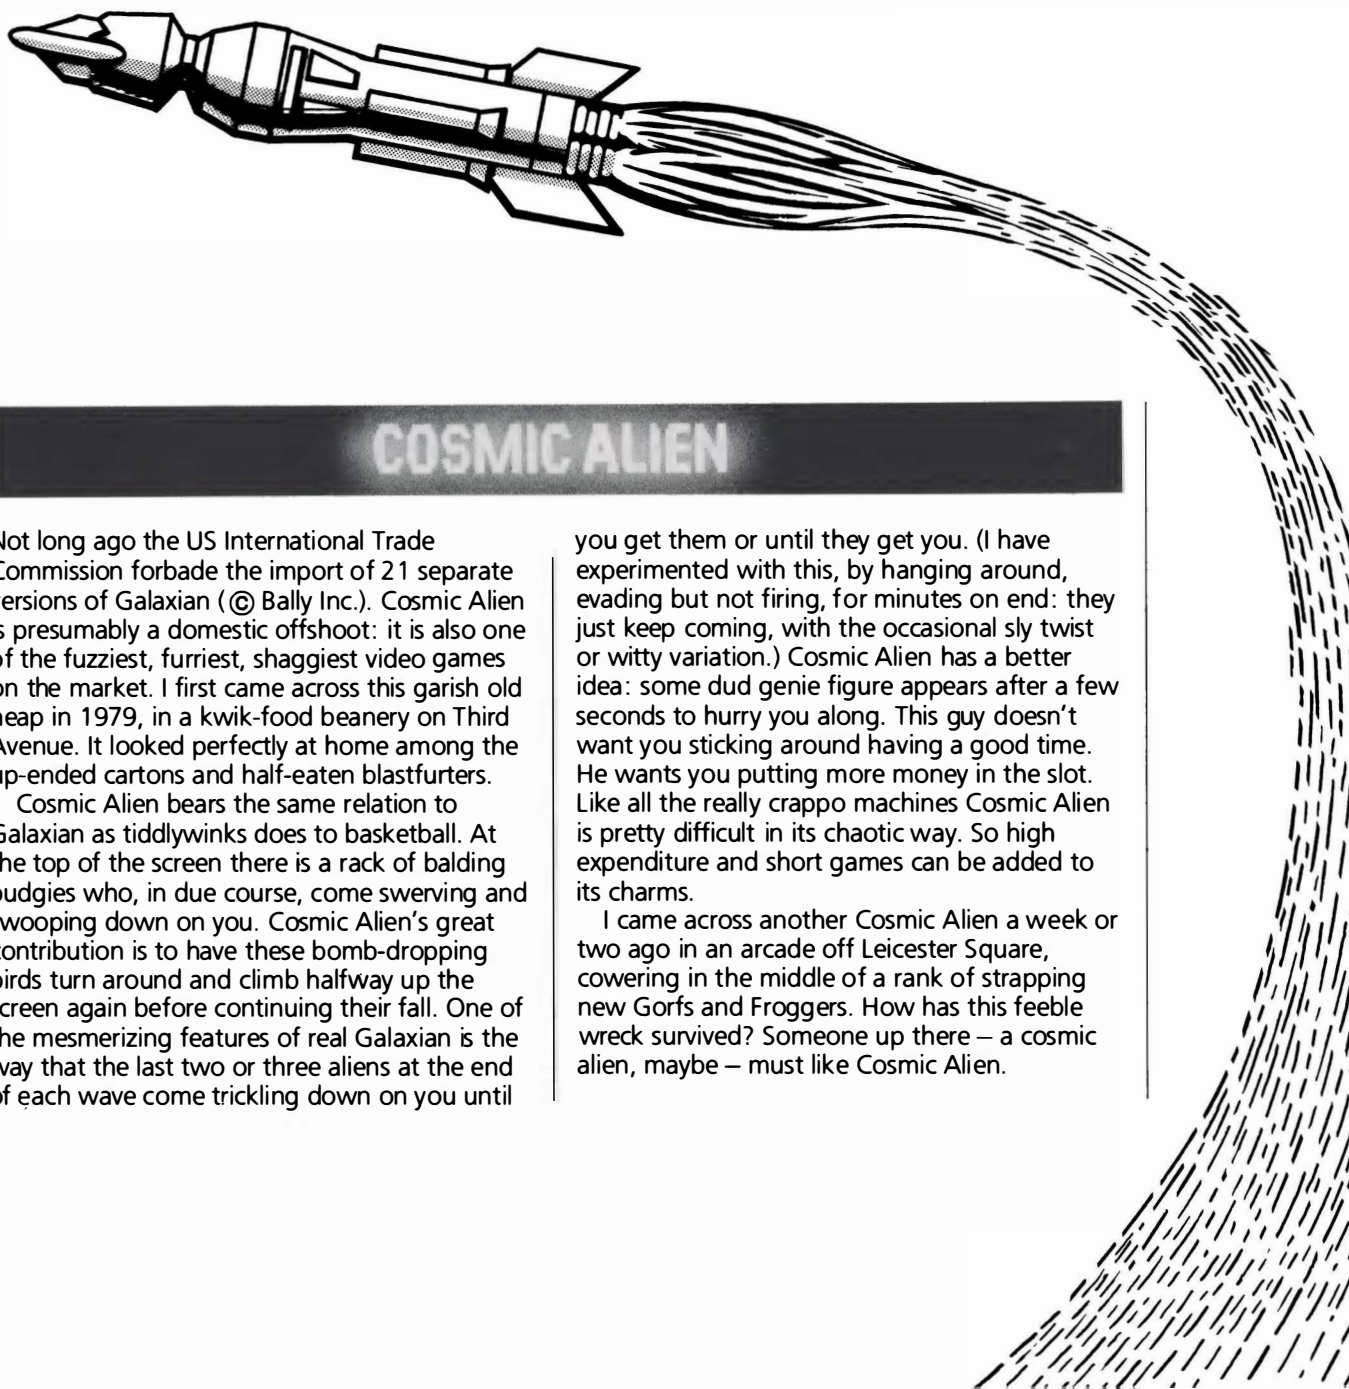 COSMIC ALIEN
Not long ago the US International Trade
Commission forbade the import of 21 separate
versions of Galaxian (© Bally Inc.). Cosmic Alien
is presumably a domestic offshoot: it is also one
of the fuzziest, furriest, shaggiest video games
on the market. I first came across this garish old
heap in 1979, in a kwik-food beanery on Third
Avenue. It looked perfectly at home among the
up-ended cartons and half-eaten blastfurters.
Cosmic Alien bears the same relation to
Galaxian as tiddlywinks does to basketball. At
the top of the screen there is a rack of balding
budgies who, in due course, come swerving and
swooping down on you. Cosmic Alien's great
contribution is to have these bomb-dropping
birds turn around and climb halfway up the
screen again before continuing their fall. One of
the mesmerizing features of real Galaxian is the
way that the last two or three aliens at the end
of each wave come trickling down on you until
you get them or until they get you. (I have
experimented with this, by hanging around,
evading but not firing, for minutes on end: they
just keep coming, with the occasional sly twist
or witty variation.) Cosmic Alien has a better
idea: some dud genie figure appears after a few
seconds to hurry you along. This guy doesn't
want you sticking around having a good time.
He wants you putting more money in the slot.
Like all the really crappo machines Cosmic Alien
is pretty difficult in its chaotic way. So high
expenditure and short games can be added to
its charms.
I came across another Cosmic Alien a week or
two ago in an arcade off Leicester Square,
cowering in the middle of a rank of strapping
new Gorfs and Froggers. How has this feeble
wreck survived? Someone up there – a cosmic
alien, maybe – must like Cosmic Alien.